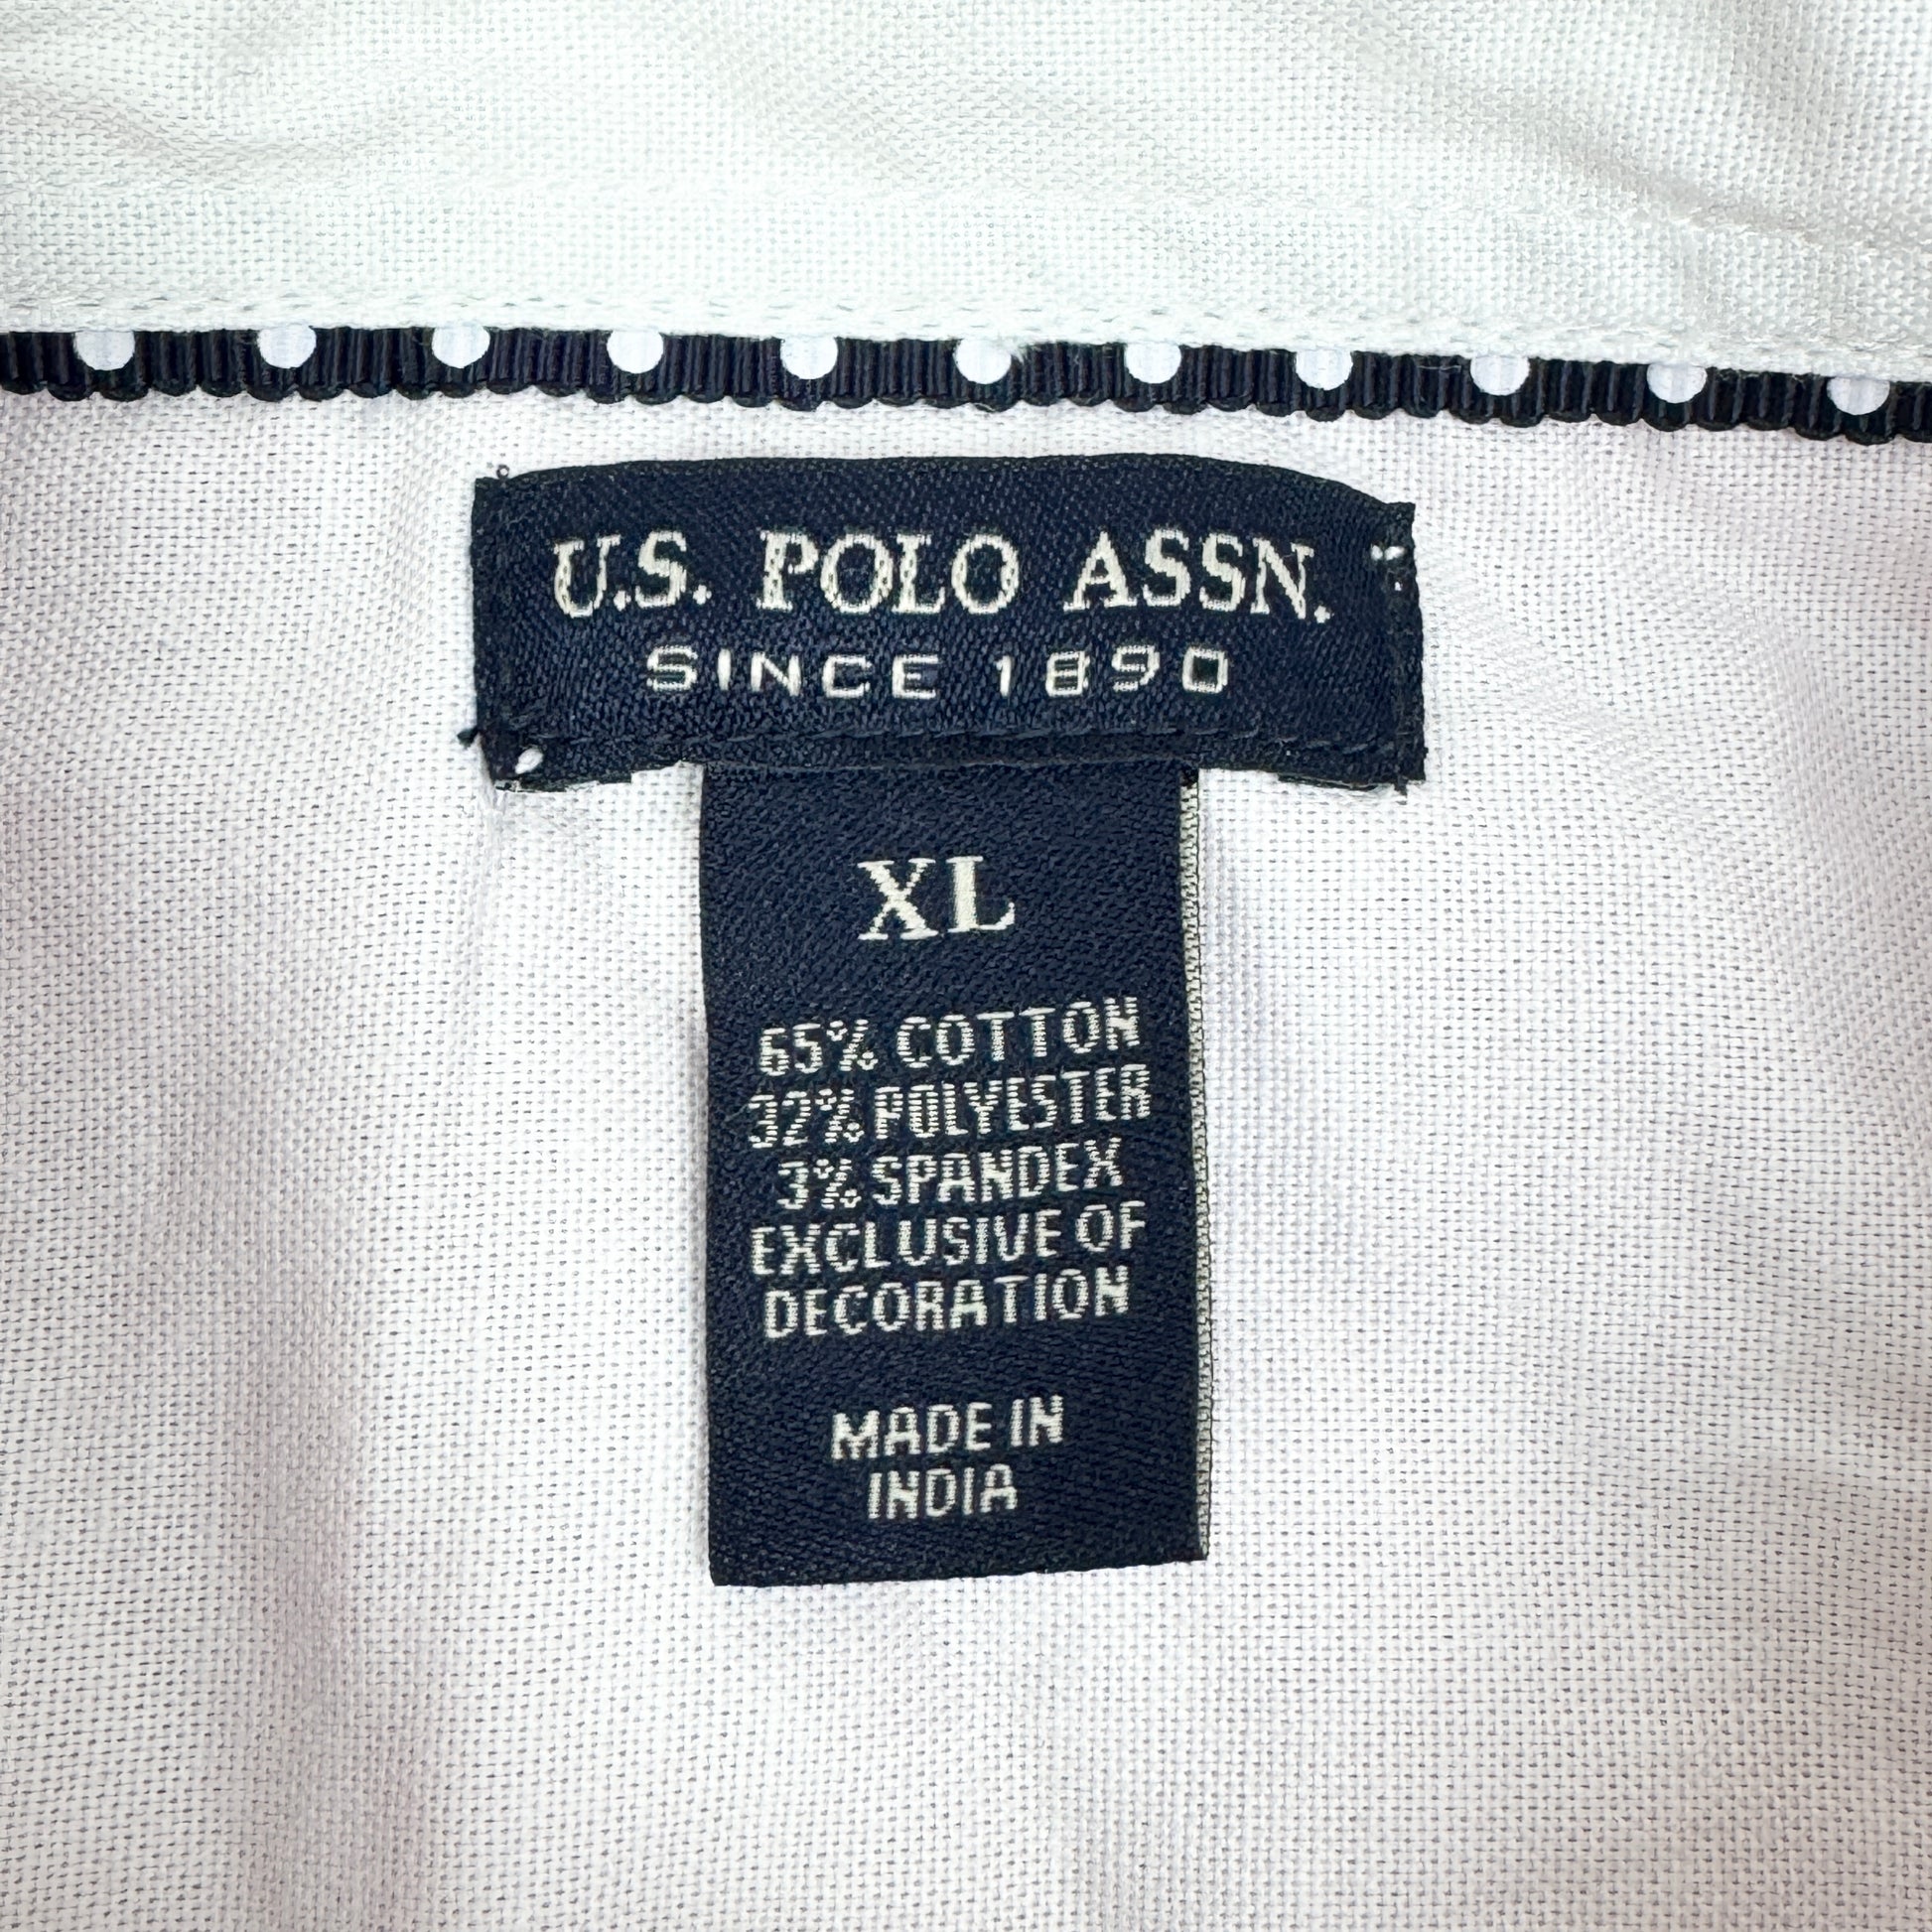 U.S. POLO ASSN.
SINCE 1890
XL
65% COTTON
32% POLYESTER
3% SPANDEX
EXCLUSIVE OF
DECORATION
MADE IN
INDIA